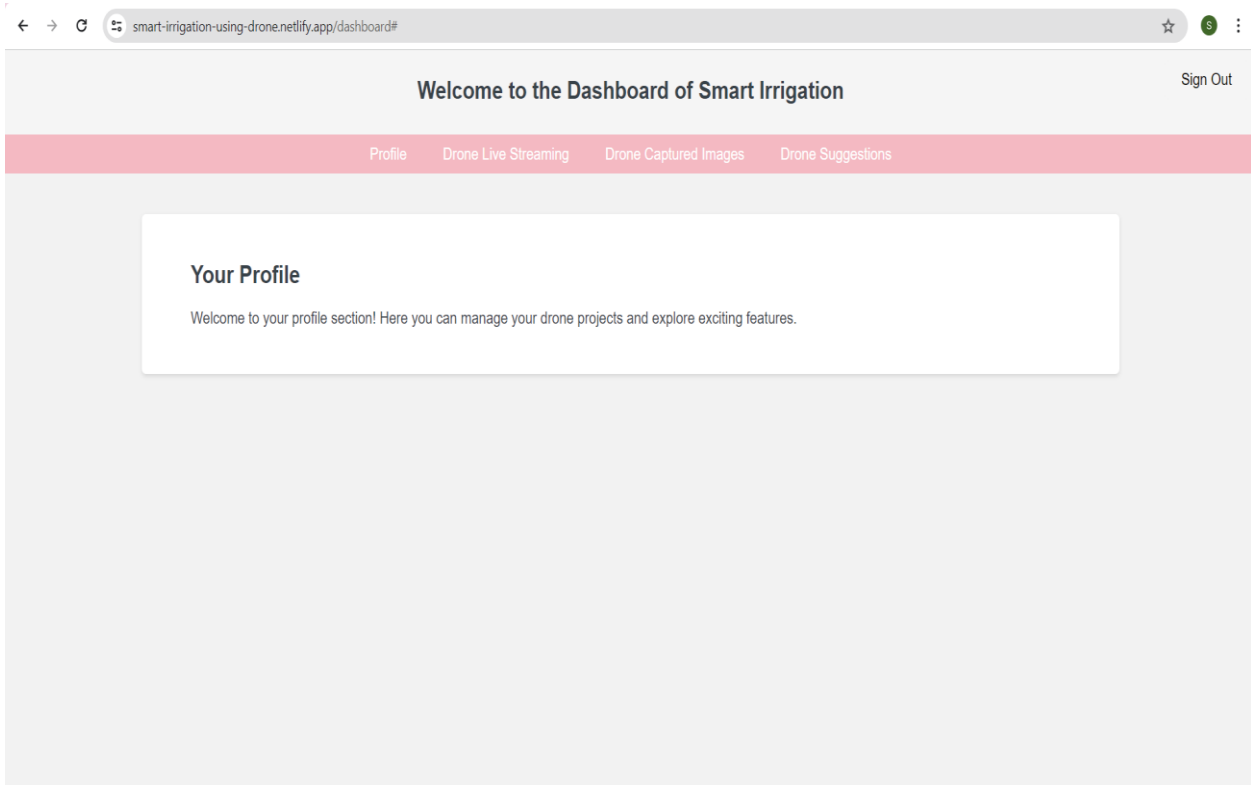 smart-irrigation-using-drone.netlify.app/dashboard#
S
Welcome to the Dashboard of Smart Irrigation
Sign Out
Profile Drone Live Streaming Drone Captured Images Drone Suggestions
Your Profile
Welcome to your profile section! Here you can manage your drone projects and explore exciting features.